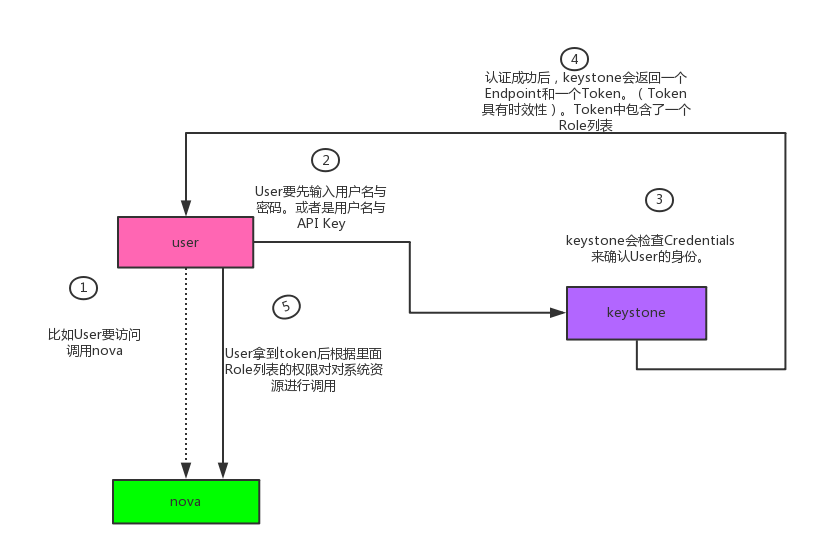 4
认证成功后，keystone会返回一个
Endpoint和一个Token。（Token
具有时效性）。Token中包含了一个
Role列表
2
User要先输入用户名与
密码。或者是用户名与
API Key
3
keystone会检查Credentials
来确认User的身份。
user
keystone
1
比如User要访问
调用nova
5
User拿到token后根据里面
Role列表的权限对对系统资
源进行调用
nova